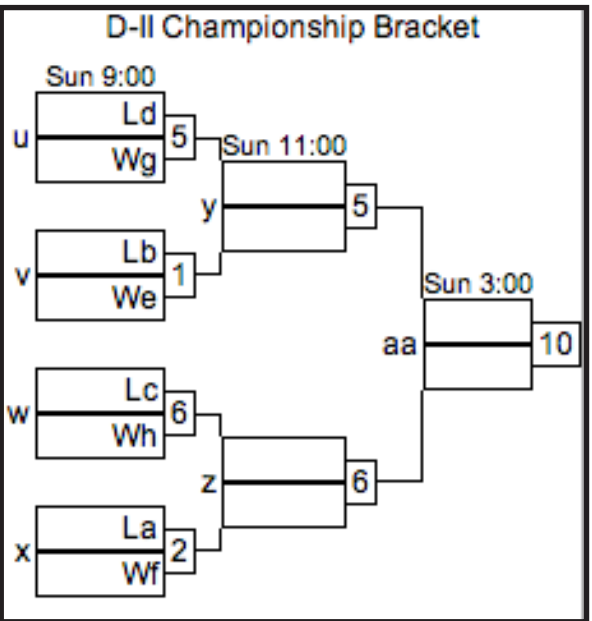 D-II Championship Bracket
Sun 9:00
Ld
u
5
Wg
Sun 11:00
y
5
Lb
v
1
We
Sun 3:00
aa
10
Lc
w
6
Wh
z
6
La
x
2
Wf